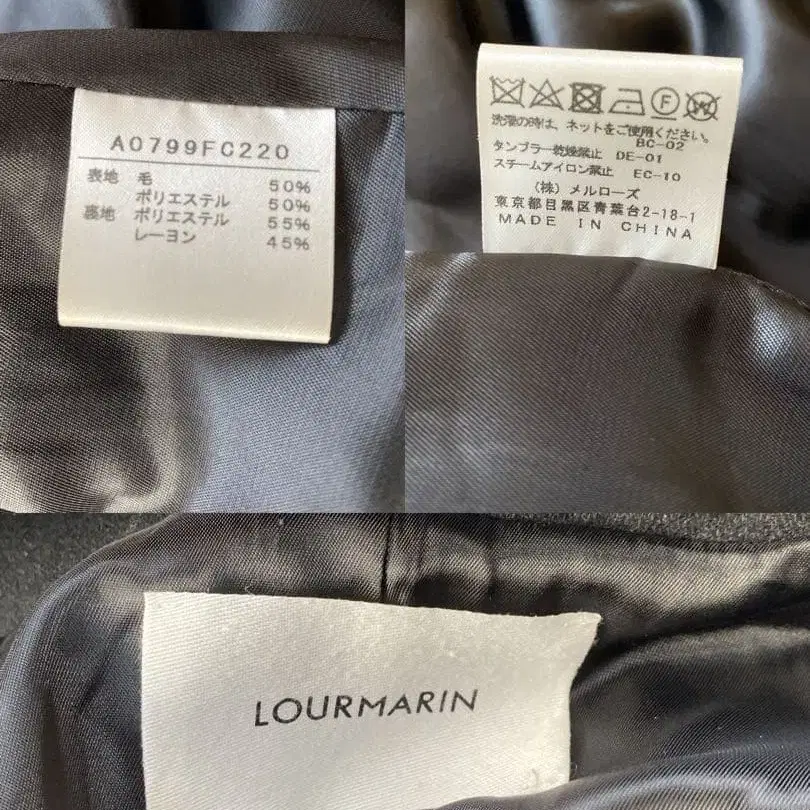 A0799FC220
表地 毛 50%
ポリエステル 50%
裏地 ポリエステル 55%
レーヨン 45%
洗濯の時は、ネットをご使用ください。
BC-02
タンブラー乾燥禁止 DE-01
スチームアイロン禁止 EC-10
(株) メルローズ
東京都目黒区青葉台2-18-1
MADE IN CHINA
LOURMARIN